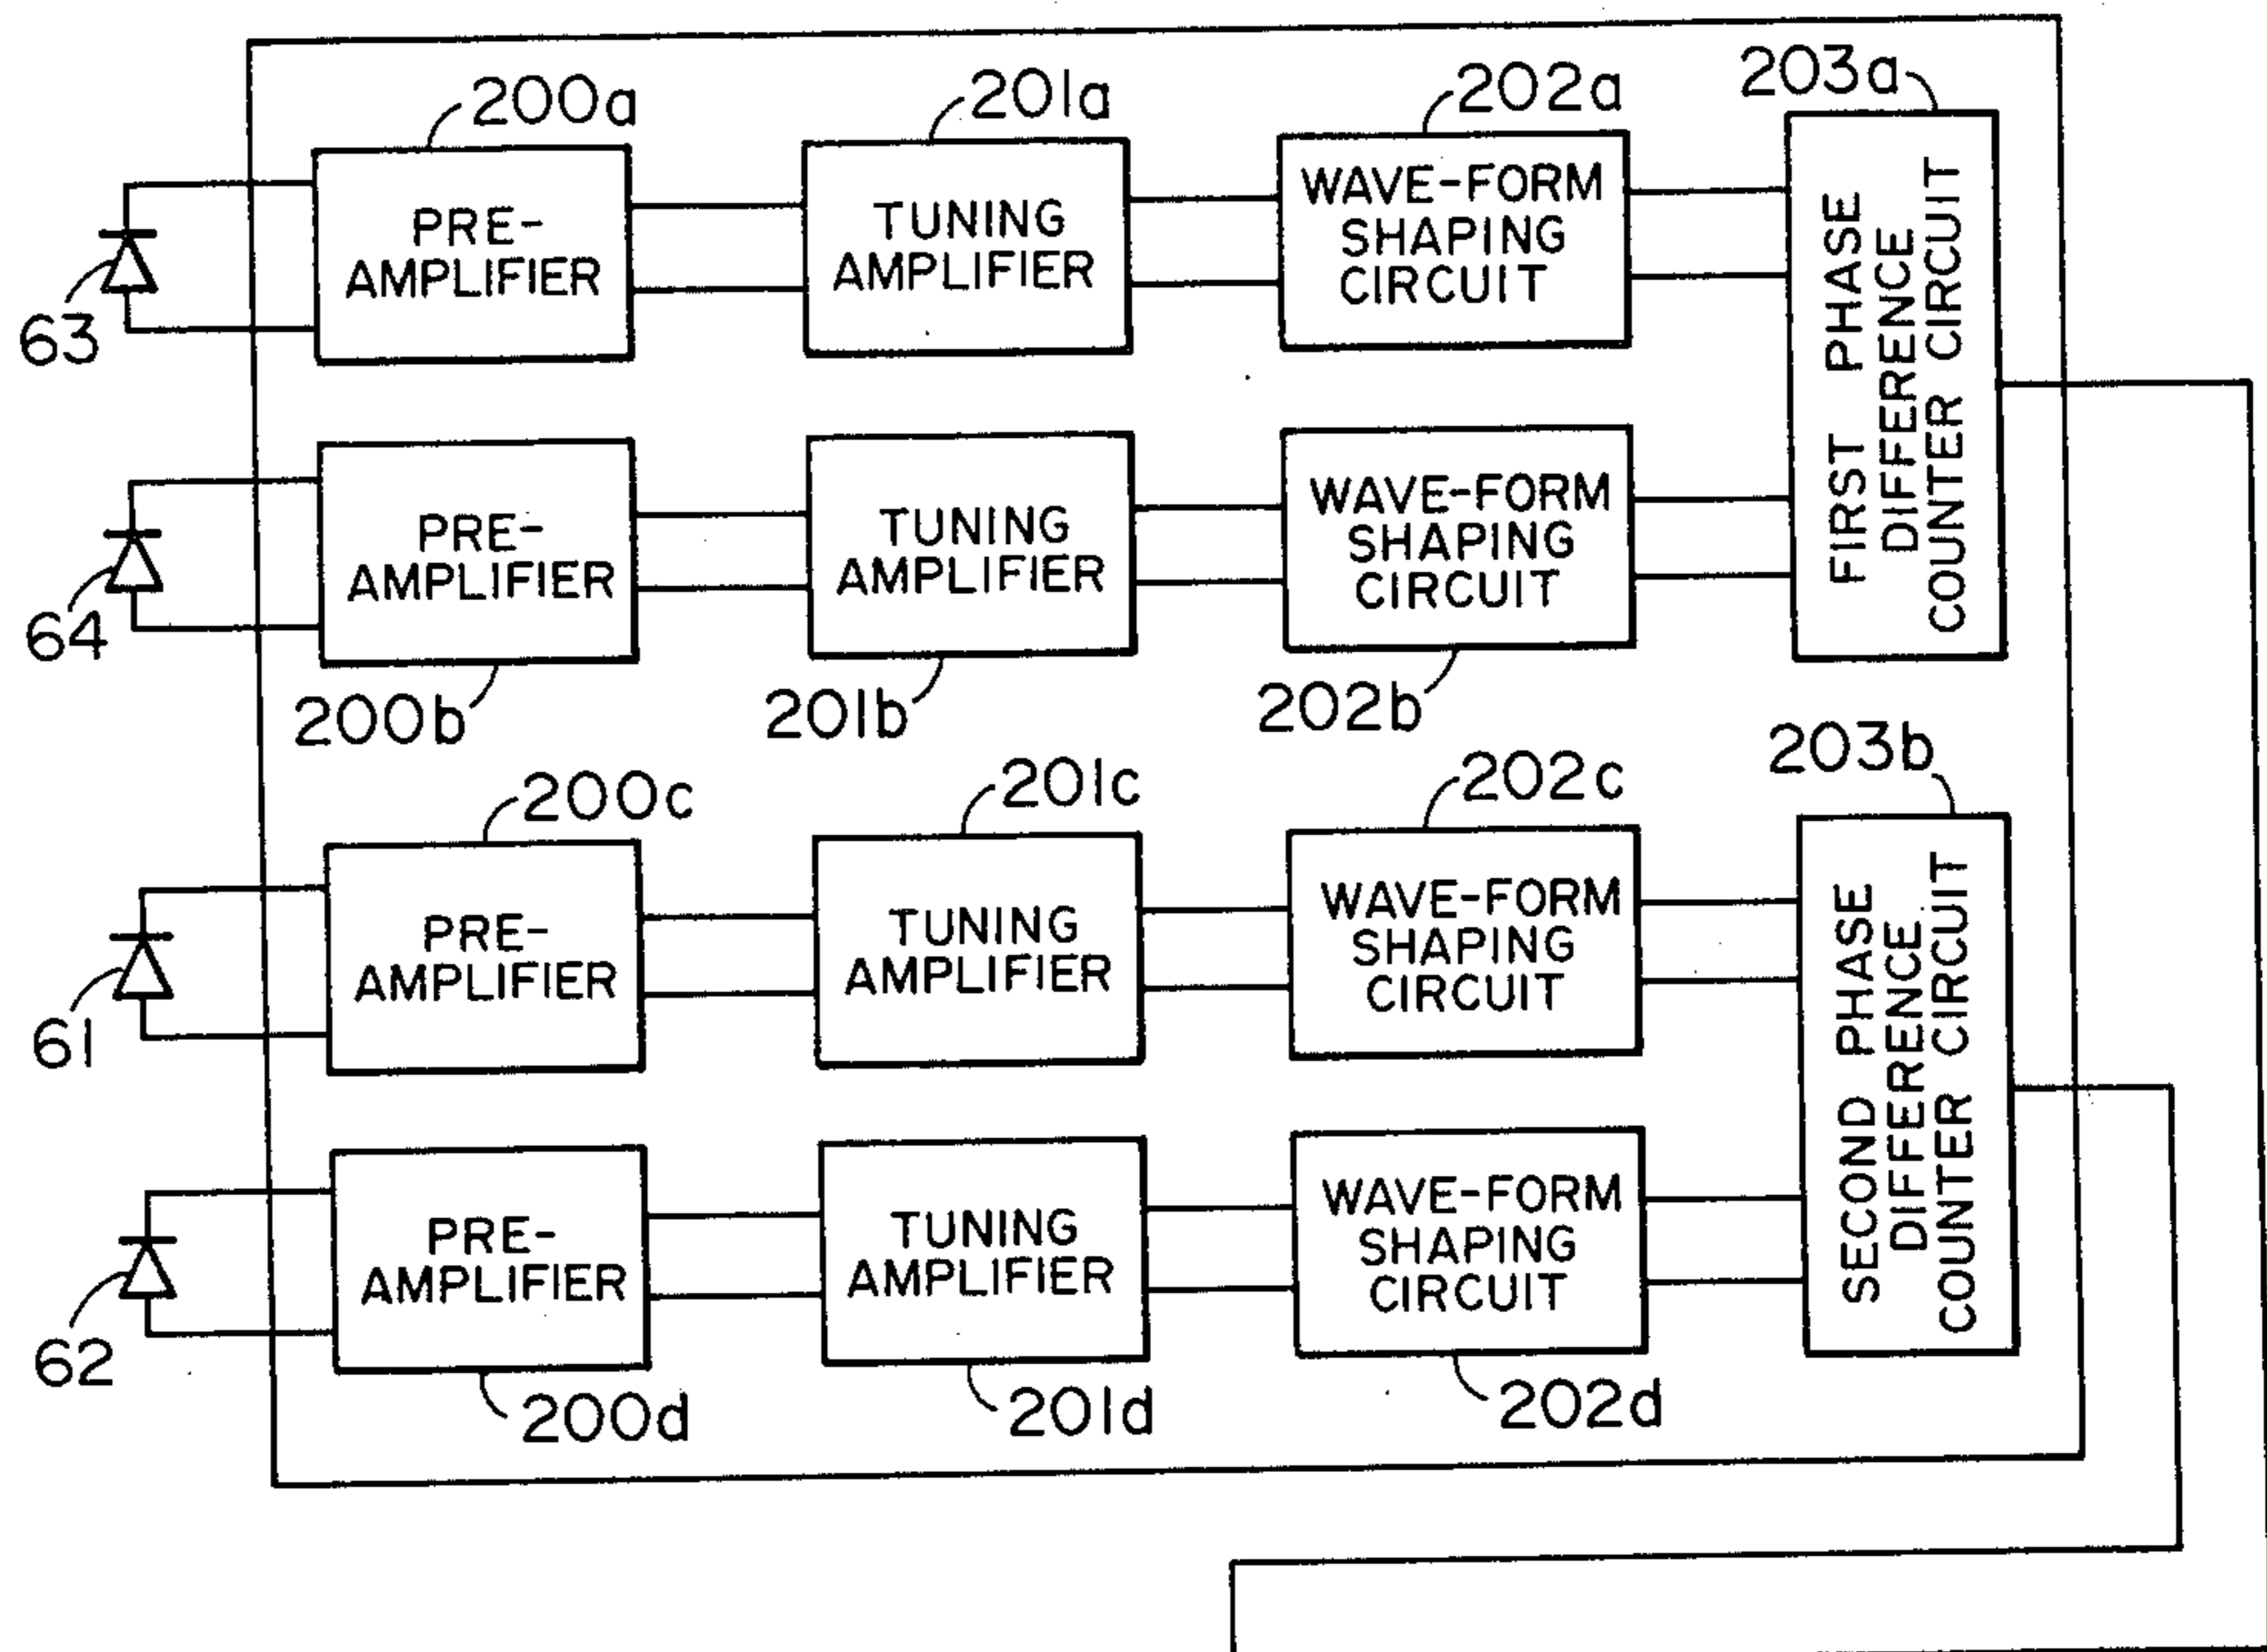 200a
201a
202a
203a
63
PRE-
AMPLIFIER
TUNING
AMPLIFIER
WAVE-FORM
SHAPING
CIRCUIT
FIRST PHASE
DIFFERENCE
COUNTER CIRCUIT
64
PRE-
AMPLIFIER
TUNING
AMPLIFIER
WAVE-FORM
SHAPING
CIRCUIT
200b
201b
202b
203b
200c
201c
202c
61
PRE-
AMPLIFIER
TUNING
AMPLIFIER
WAVE-FORM
SHAPING
CIRCUIT
SECOND PHASE
DIFFERENCE
COUNTER CIRCUIT
62
PRE-
AMPLIFIER
TUNING
AMPLIFIER
WAVE-FORM
SHAPING
CIRCUIT
200d
201d
202d